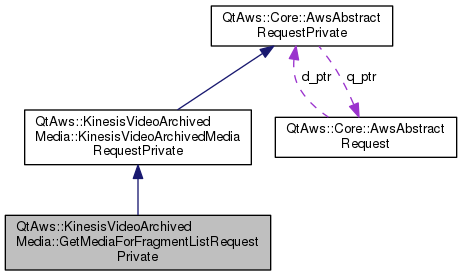 QtAws::Core::AwsAbstract
RequestPrivate
d_ptr
q_ptr
QtAws::KinesisVideoArchived
Media::KinesisVideoArchivedMedia
RequestPrivate
QtAws::Core::AwsAbstract
Request
QtAws::KinesisVideoArchived
Media::GetMediaForFragmentListRequest
Private